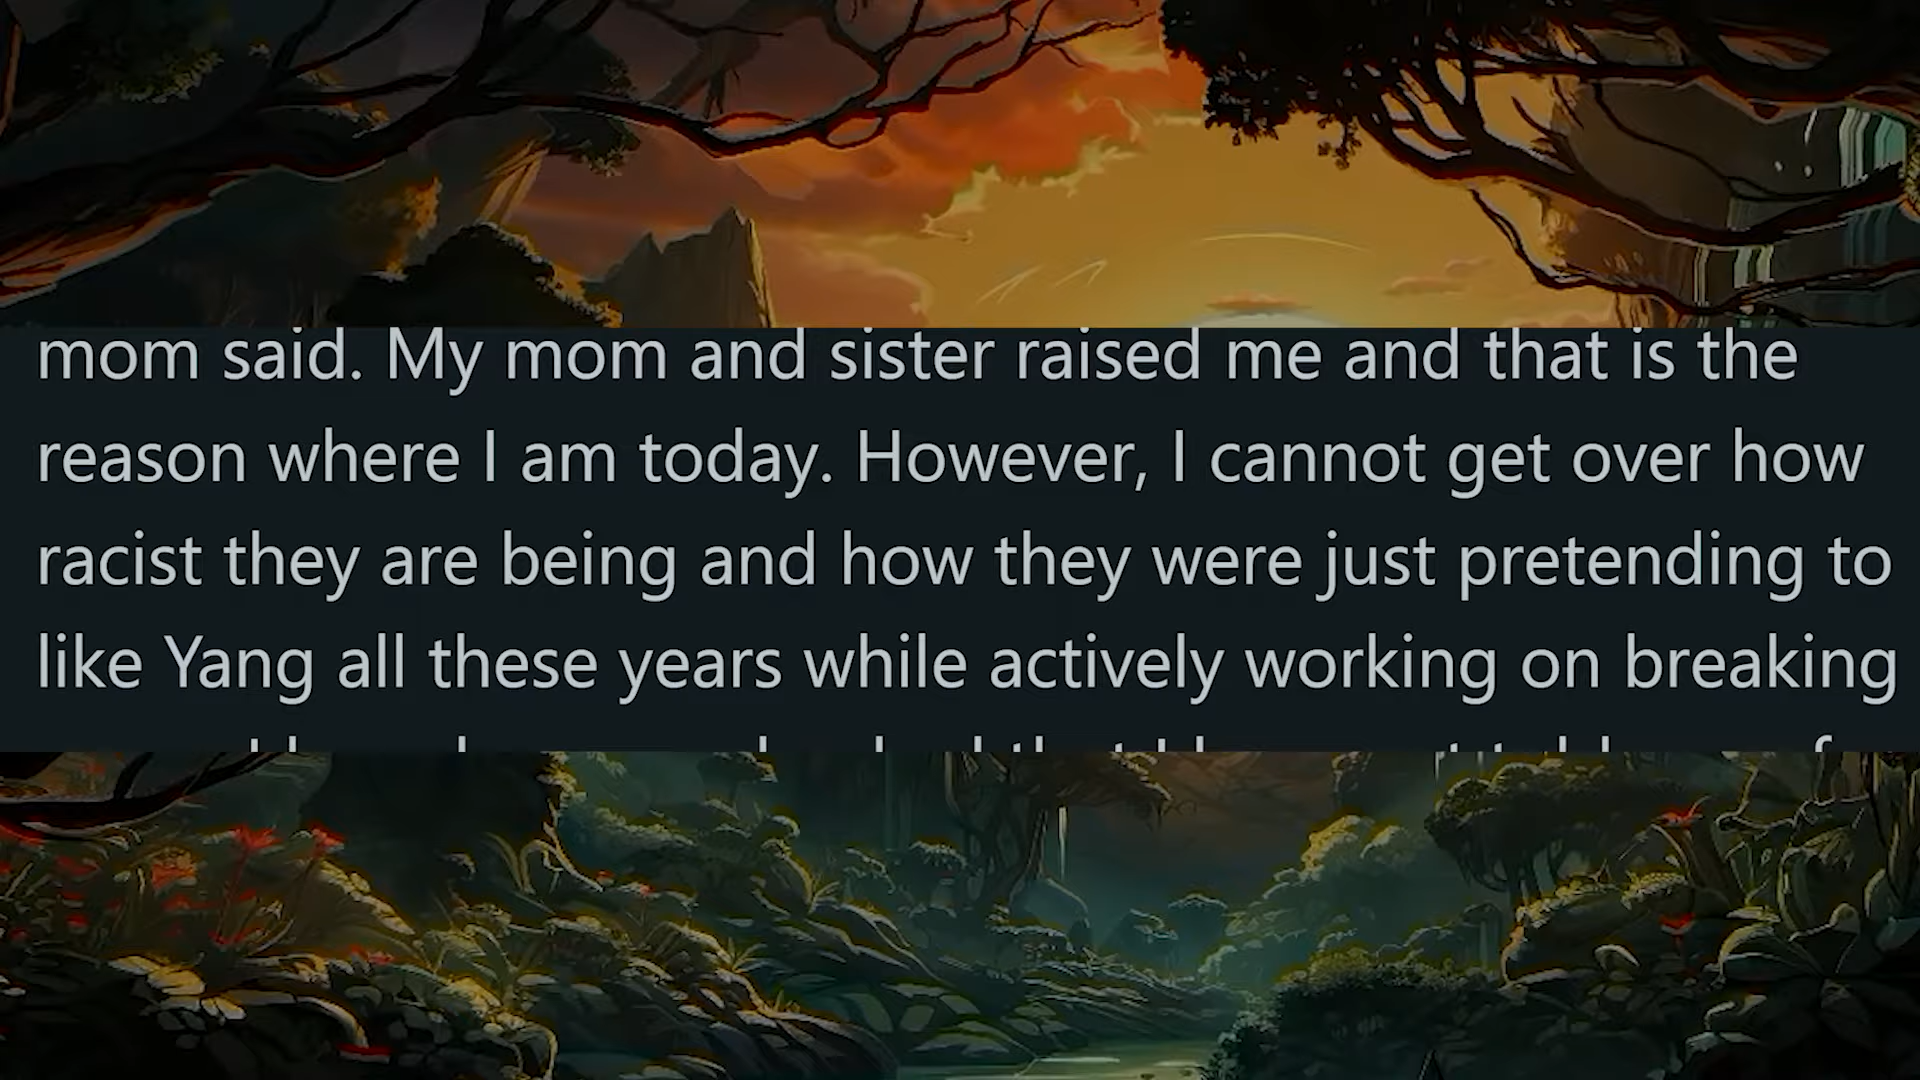 mom said. My mom and sister raised me and that is the
reason where I am today. However, I cannot get over how
racist they are being and how they were just pretending to
like Yang all these years while actively working on breaking